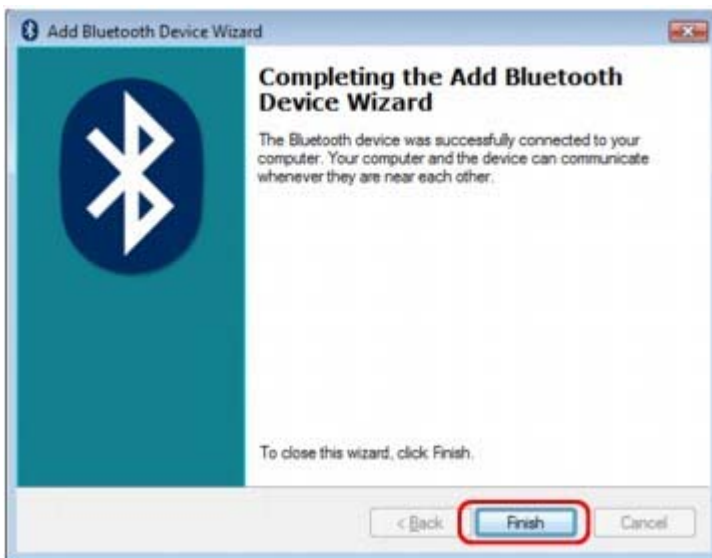 Add Bluetooth Device Wizard
Completing the Add Bluetooth
Device Wizard
The Bluetooth device was successfully connected to your
computer. Your computer and the device can communicate
whenever they are near each other.
To close this wizard, click Finish.
< Back Finish Cancel